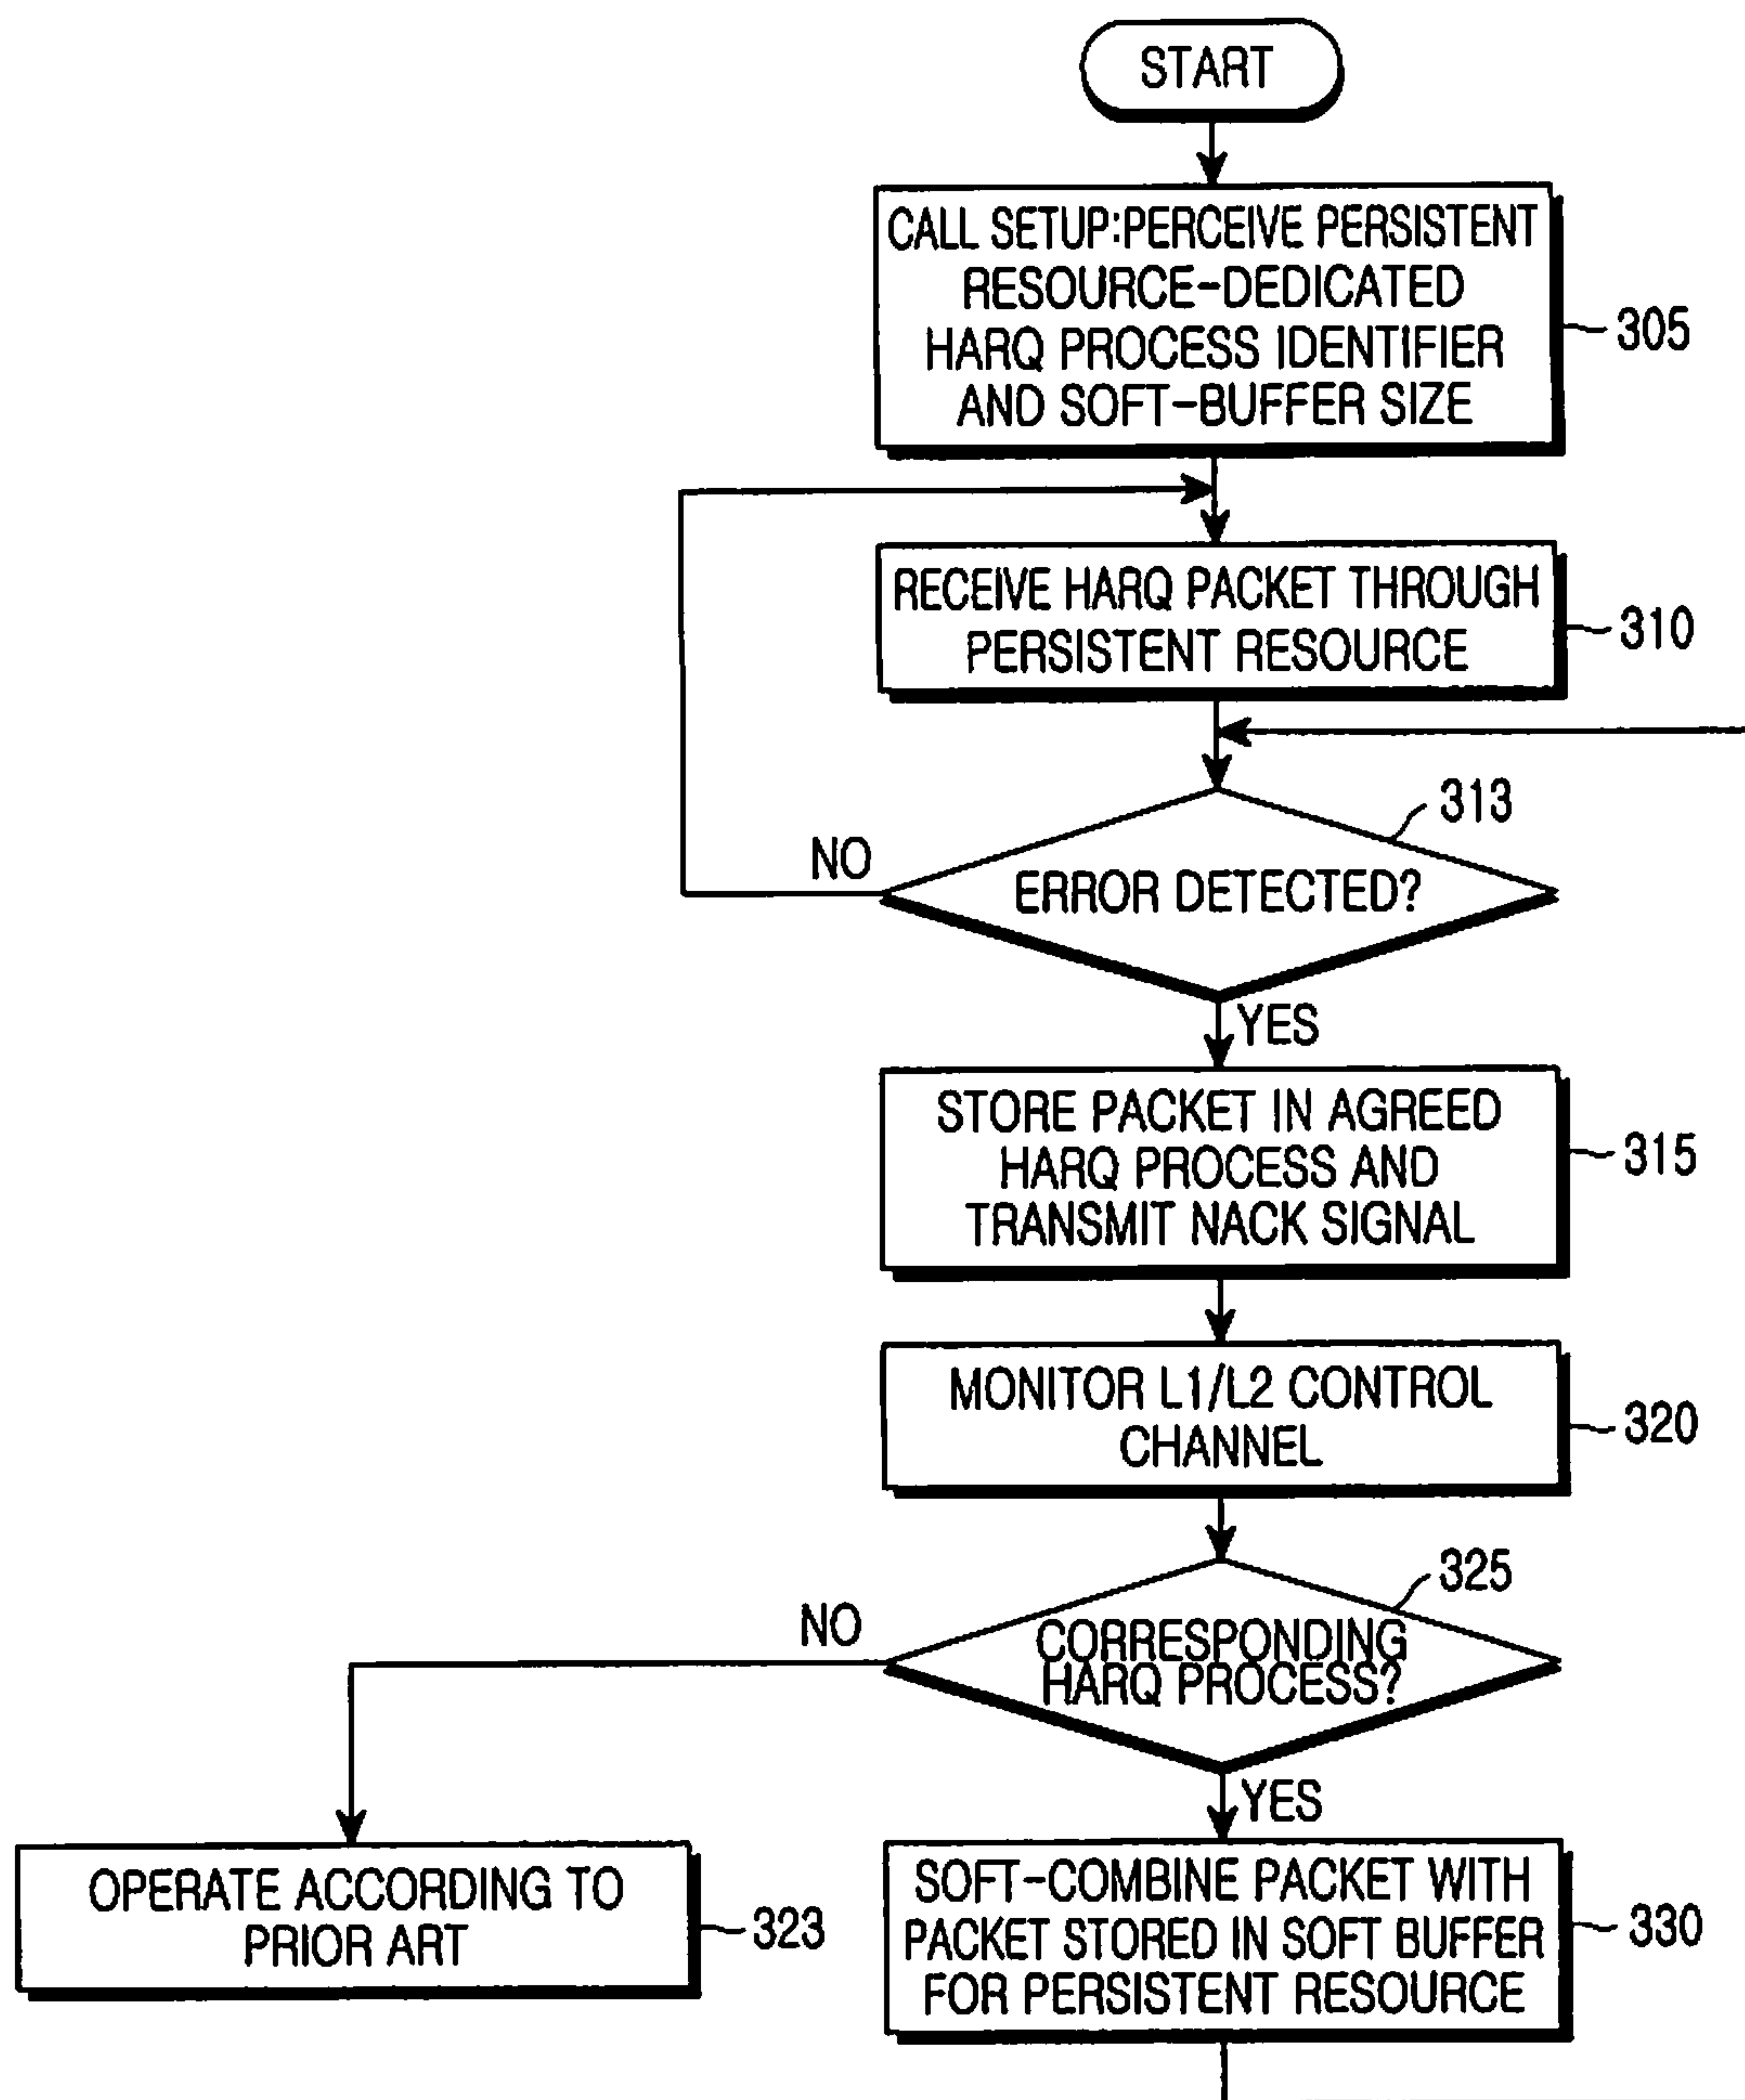 START
CALL SETUP:PERCEIVE PERSISTENT
RESOURCE-DEDICATED
HARQ PROCESS IDENTIFIER
AND SOFT-BUFFER SIZE
305
RECEIVE HARQ PACKET THROUGH
PERSISTENT RESOURCE
310
313
NO
ERROR DETECTED?
YES
STORE PACKET IN AGREED
HARQ PROCESS AND
TRANSMIT NACK SIGNAL
315
MONITOR L1/L2 CONTROL
CHANNEL
320
325
NO
CORRESPONDING
HARQ PROCESS?
YES
OPERATE ACCORDING TO
PRIOR ART
323
SOFT-COMBINE PACKET WITH
PACKET STORED IN SOFT BUFFER
FOR PERSISTENT RESOURCE
330